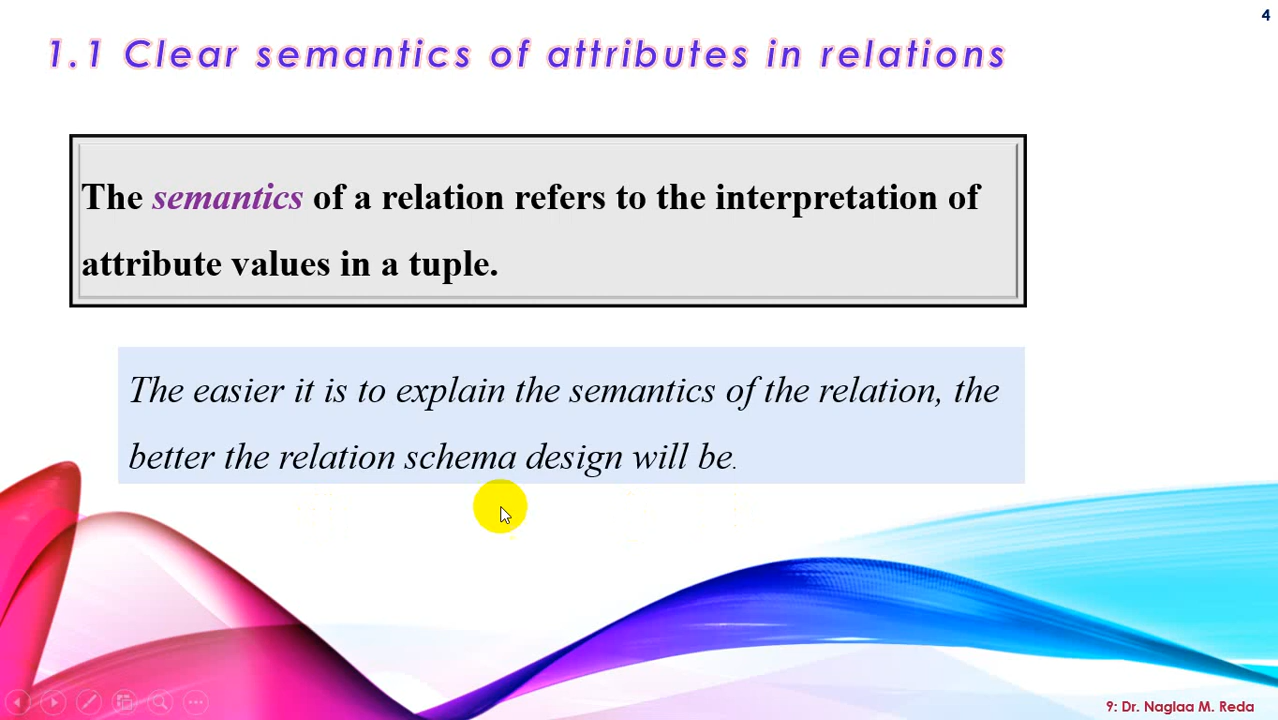 4
1.1 Clear semantics of attributes in relations
The semantics of a relation refers to the interpretation of
attribute values in a tuple.
The easier it is to explain the semantics of the relation, the
better the relation schema design will be.
9: Dr. Naglaa M. Reda